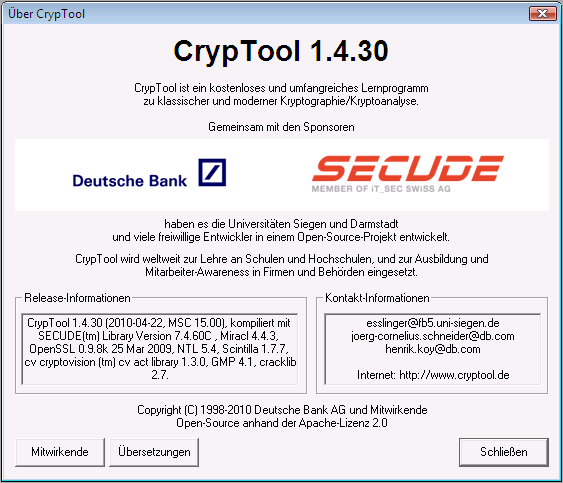 Über CrypTool
CrypTool 1.4.30
CrypTool ist ein kostenloses und umfangreiches Lernprogramm
zu klassischer und moderner Kryptographie/Kryptoanalyse.
Gemeinsam mit den Sponsoren
Deutsche Bank
SECUDE
MEMBER OF iT_SEC SWiSS AG
haben es die Universitäten Siegen und Darmstadt
und viele freiwillige Entwickler in einem Open-Source-Projekt entwickelt.
CrypTool wird weltweit zur Lehre an Schulen und Hochschulen, und zur Ausbildung und
Mitarbeiter-Awareness in Firmen und Behörden eingesetzt.
Release-Informationen
CrypTool 1.4.30 (2010-04-22, MSC 15.00), kompiliert mit
SECUDE(tm) Library Version 7.4.60C , Miracl 4.4.3,
OpenSSL 0.9.8k 25 Mar 2009, NTL 5.4, Scintilla 1.7.7,
cv cryptovision (tm) cv act library 1.3.0, GMP 4.1, cracklib
2.7.
Kontakt-Informationen
esslinger@fb5.uni-siegen.de
joerg-cornelius.schneider@db.com
henrik.koy@db.com
Internet: http://www.cryptool.de
Copyright (C) 1998-2010 Deutsche Bank AG und Mitwirkende
Open-Source anhand der Apache-Lizenz 2.0
Mitwirkende
Übersetzungen
Schließen